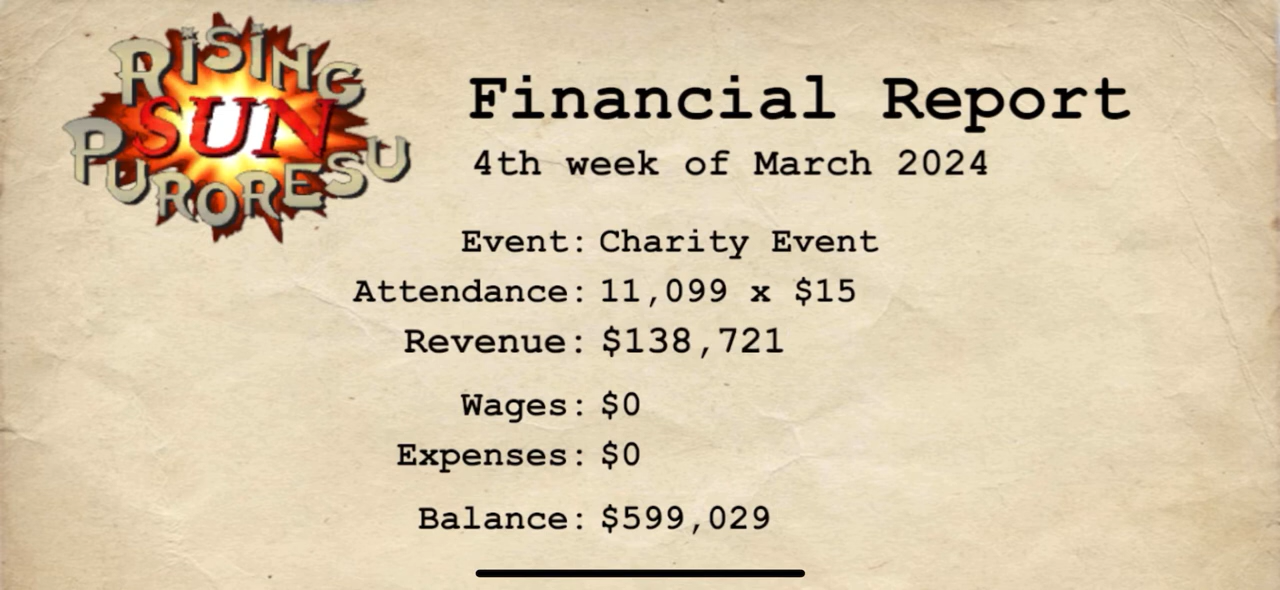 RiSiNG
SUN
PURORESU
Financial Report
4th week of March 2024
Event: Charity Event
Attendance: 11,099 x $15
Revenue: $138,721
Wages: $0
Expenses: $0
Balance: $599,029